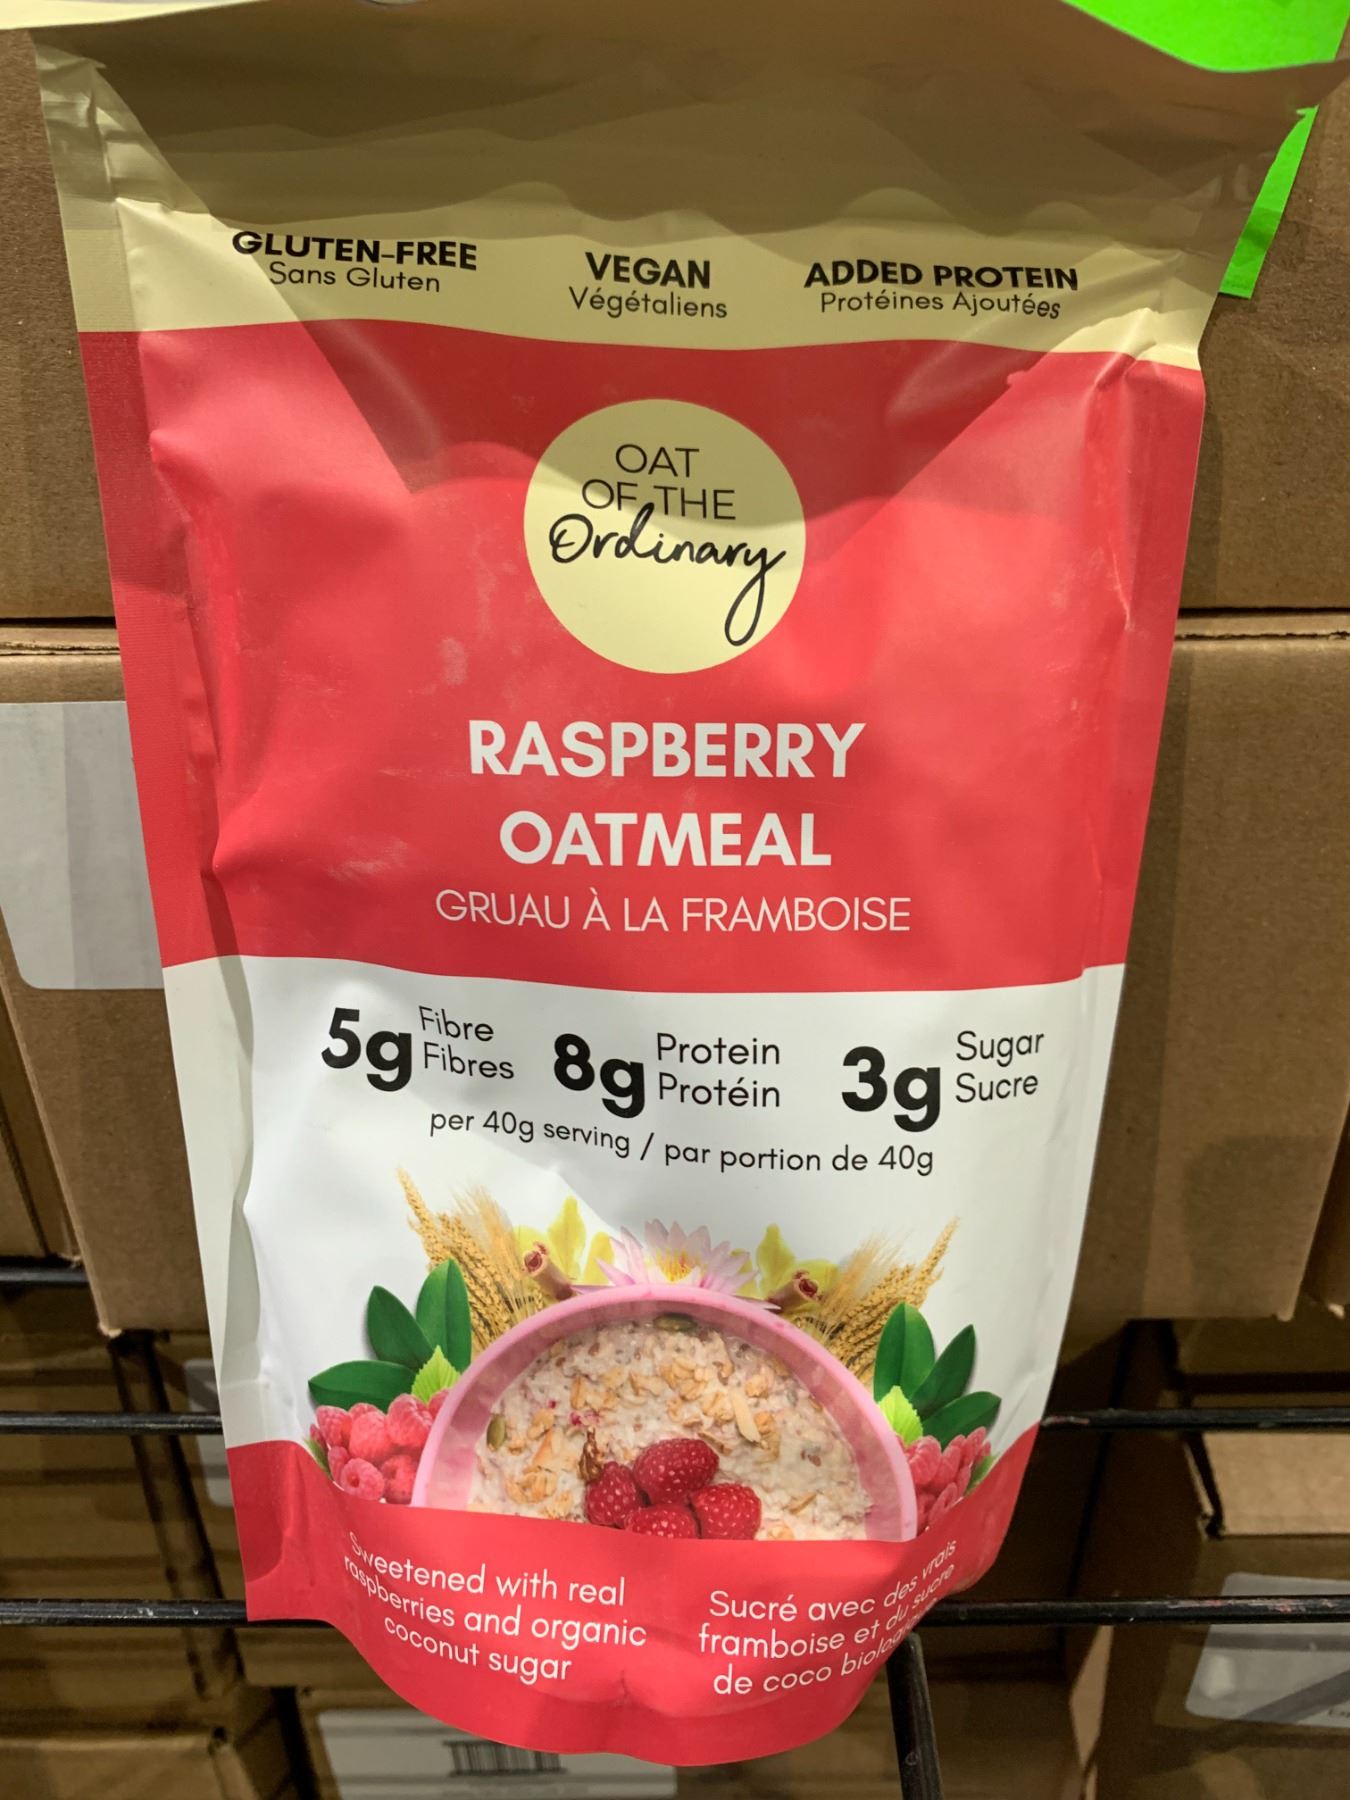 GLUTEN-FREE
Sans Gluten
VEGAN
Végétaliens
ADDED PROTEIN
Protéines Ajoutées
OAT
OF THE
Ordinary
RASPBERRY
OATMEAL
GRUAU À LA FRAMBOISE
5g Fibre
Fibres
8g Protein
Protéin
3g Sugar
Sucre
per 40g serving / par portion de 40g
Sweetened with real
raspberries and organic
coconut sugar
Sucré avec des vrais
framboise et du sucre
de coco